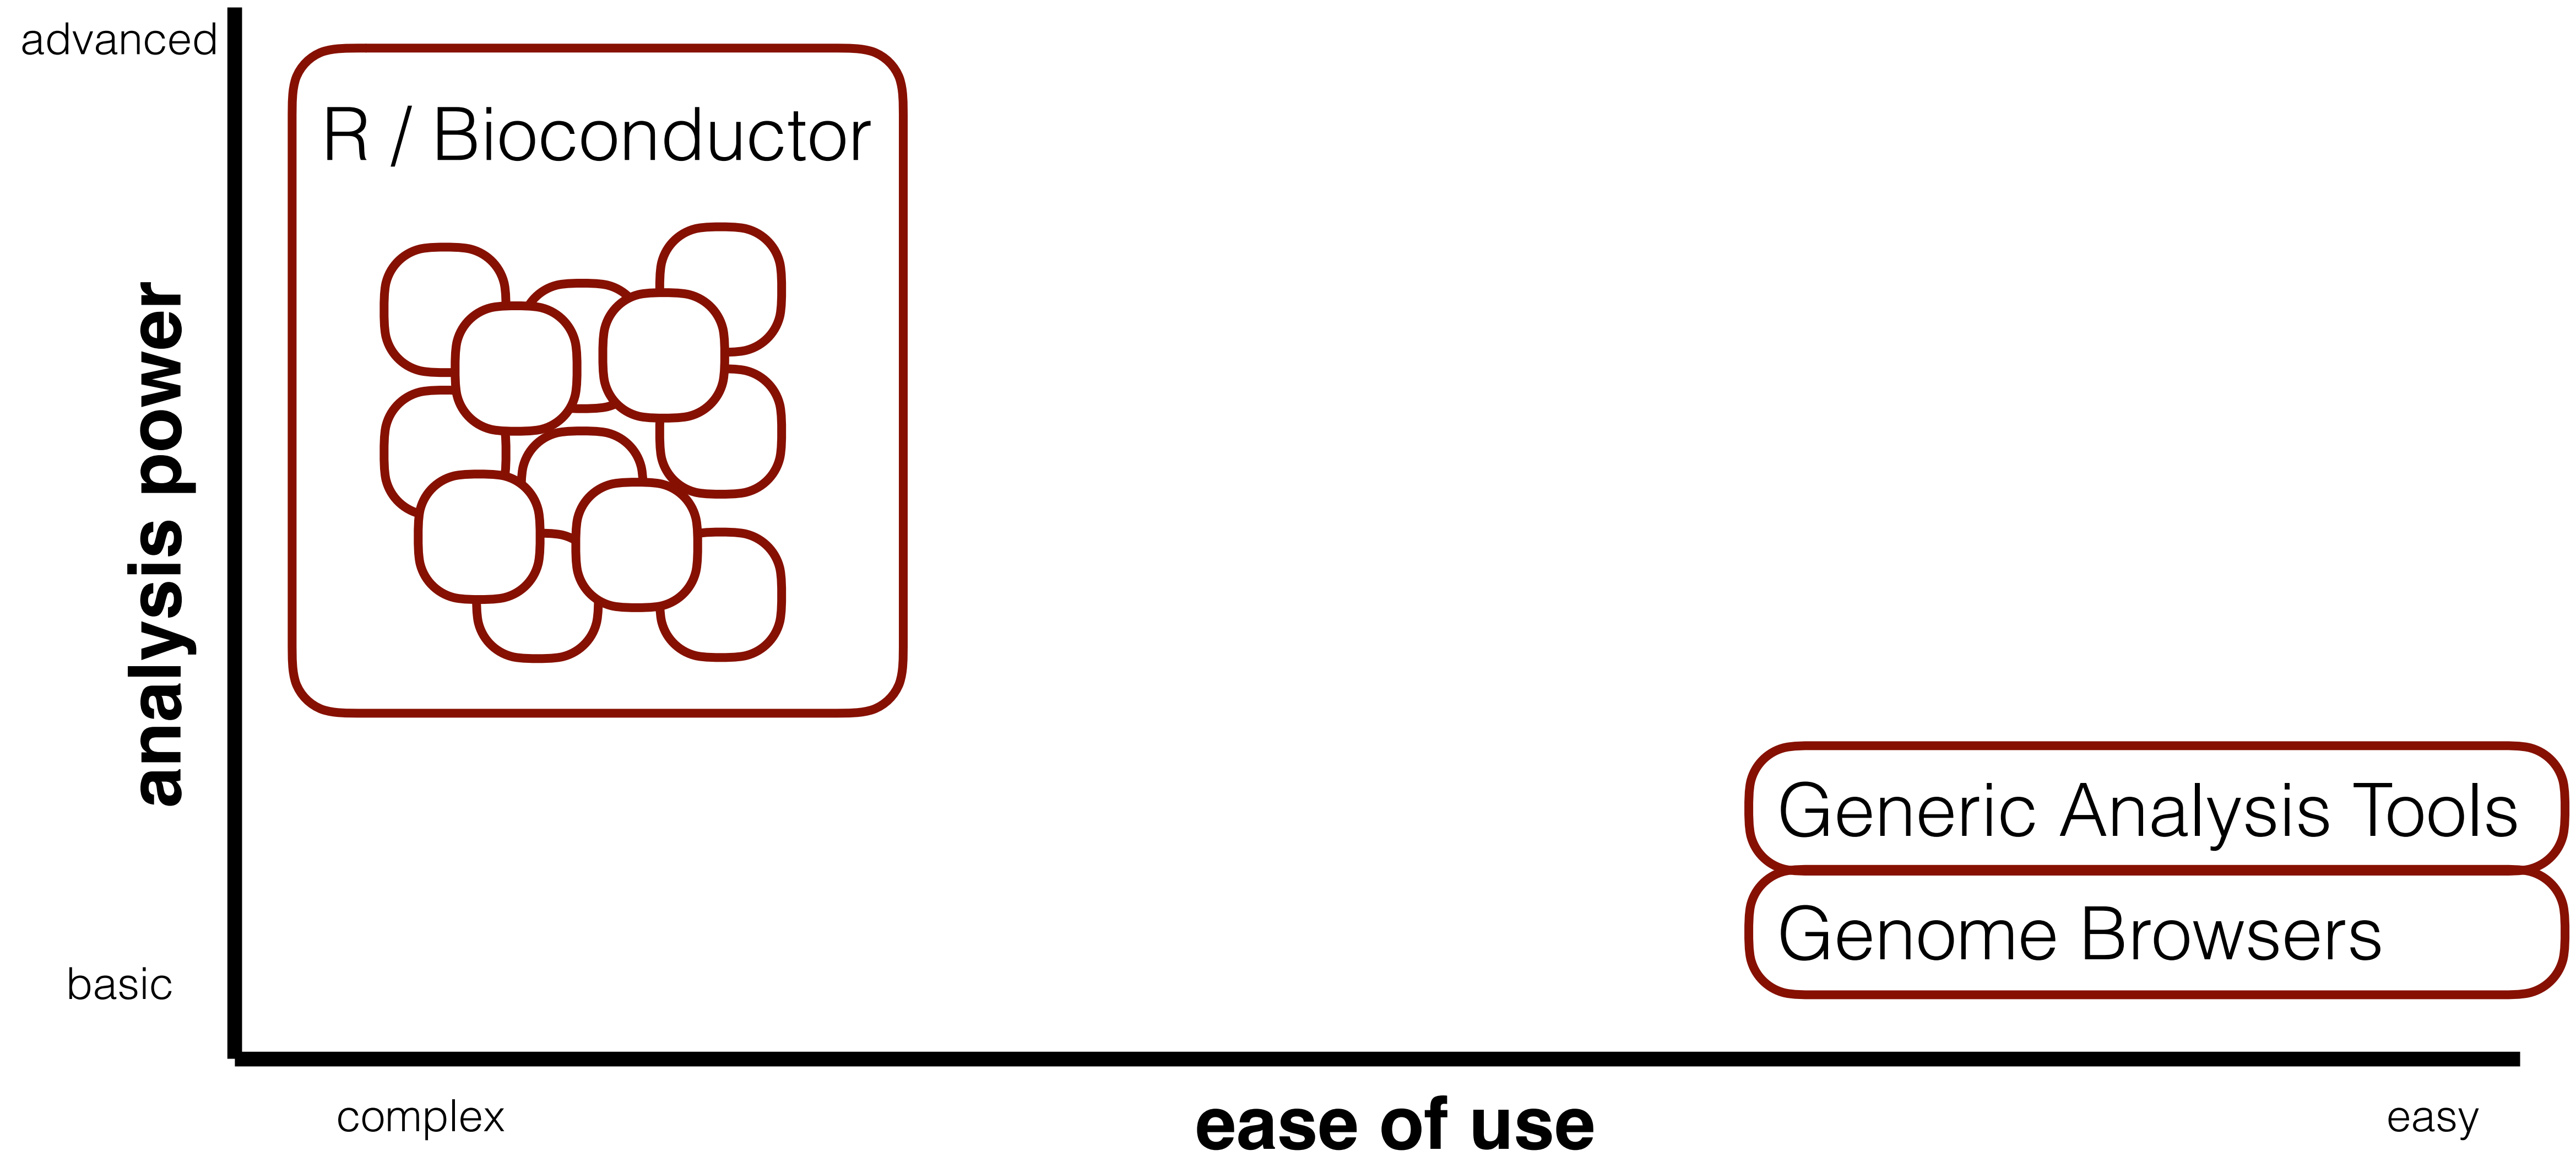 advanced
R / Bioconductor
analysis power
Generic Analysis Tools
Genome Browsers
basic
complex
ease of use
easy